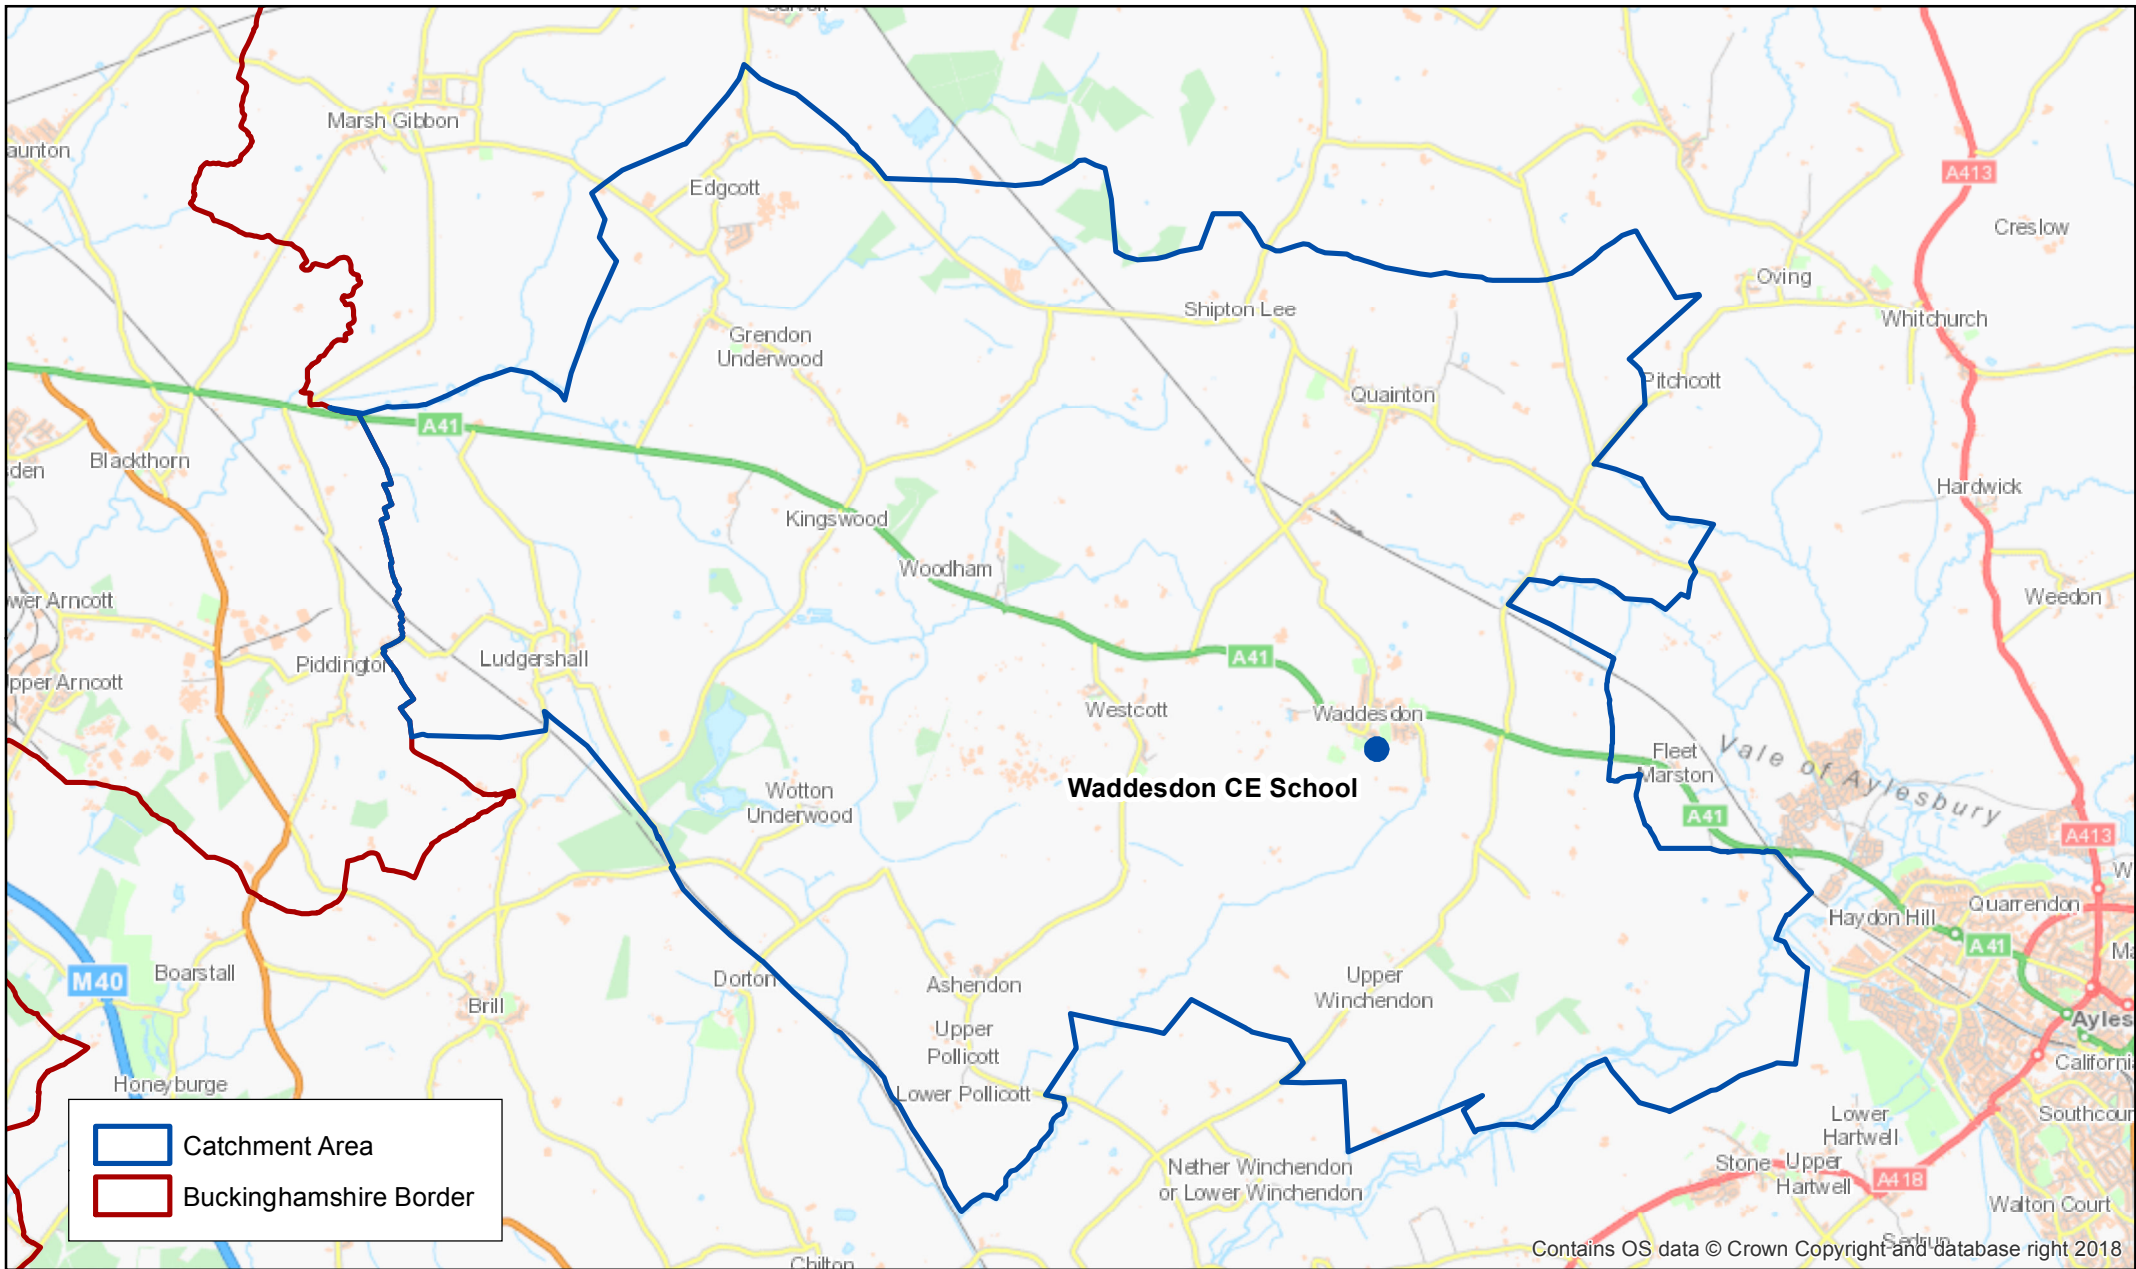 Marsh Gibbon
aunton
Edgcott
A413
Creslow
Oving
Whitchurch
Shipton Lee
Grendon
Underwood
Pitchcott
Quainton
A41
Blackthorn
den
Hardwick
Kingswood
Woodham
wer Arncott
Weedon
Piddington
Ludgershall
A41
pper Arncott
Westcott
Waddesdon
Fleet
Marston
Vale of Aylesbury
Waddesdon CE School
Wotton
Underwood
A41
A413
W
Haydon Hill
Quarrendon
A41
Ma
M40
Boarstall
Dorton
Ashendon
Upper
Winchendon
Brill
Upper
Pollicott
Ayles
California
Honeyburge
Lower Pollicott
Lower
Hartwell
Southcour
Catchment Area
Buckinghamshire Border
Nether Winchendon
or Lower Winchendon
Stone
Upper
Hartwell
A418
Walton Court
Sedrup
Chilton
Contains OS data © Crown Copyright and database right 2018